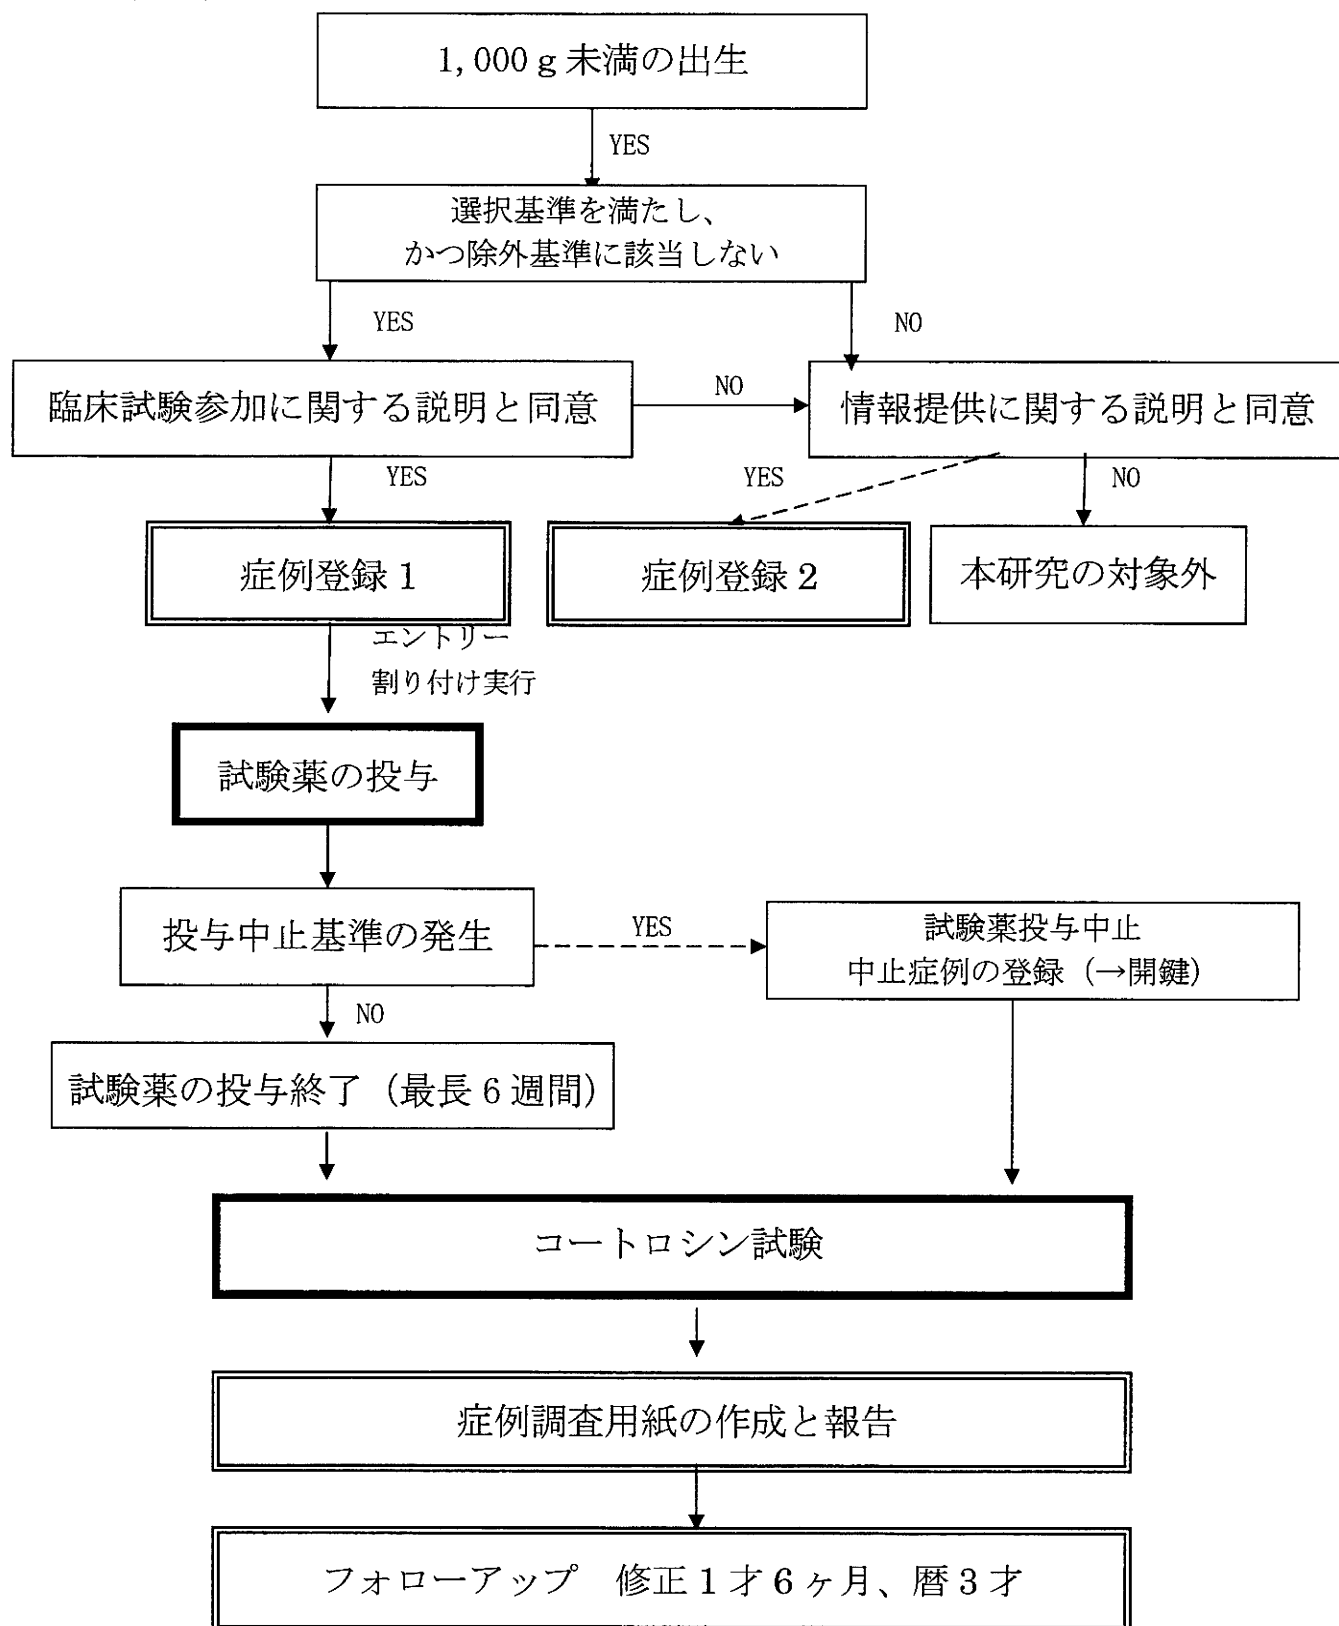 1,000ｇ未満の出生
YES
選択基準を満たし、
かつ除外基準に該当しない
YES
NO
臨床試験参加に関する説明と同意
NO
情報提供に関する説明と同意
YES
YES
NO
症例登録１
症例登録２
本研究の対象外
エントリー
割り付け実行
試験薬の投与
投与中止基準の発生
YES
試験薬投与中止
中止症例の登録（→開鍵）
NO
試験薬の投与終了（最長６週間）
コートロシン試験
症例調査用紙の作成と報告
フォローアップ　修正１才６ヶ月、暦３才